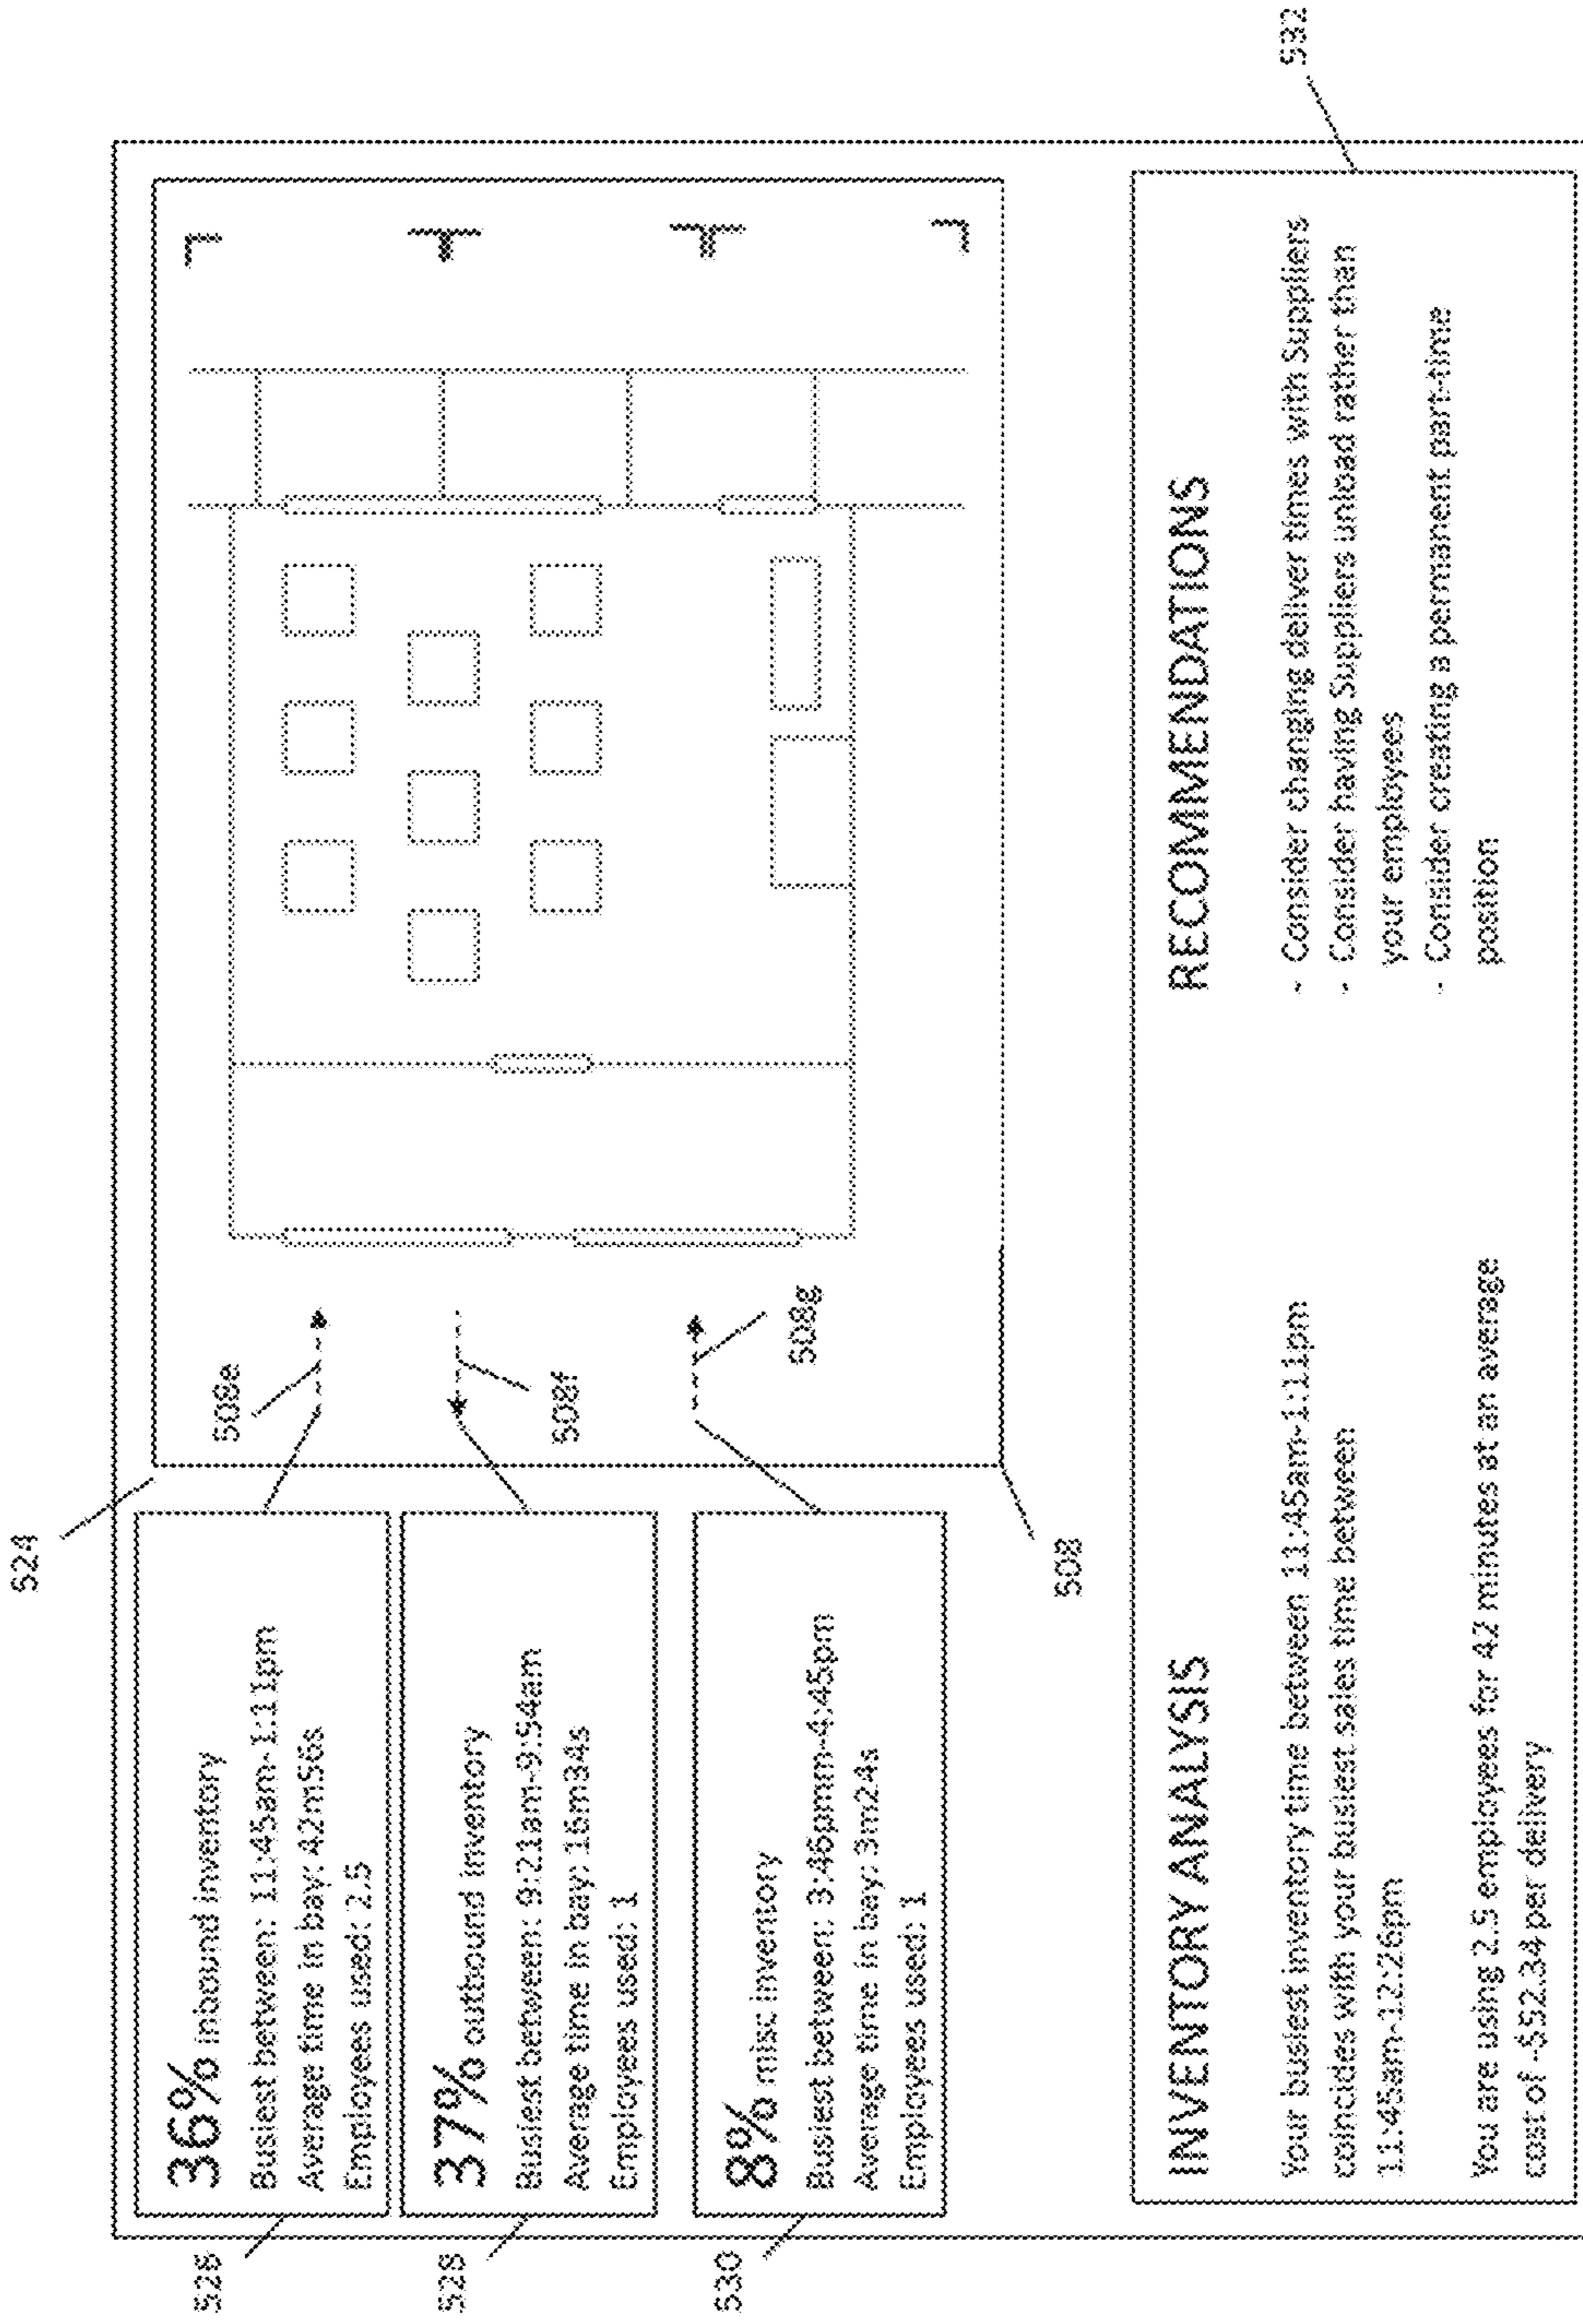 524
526
36% inbound inventory
Busiest between: 11:45am-1:11pm
Average time in bay: 42m56s
Employees used: 2.5
508e
528
37% outbound inventory
Busiest between: 9:21am-9:54am
Average time in bay: 16m34s
Employees used: 1
508f
530
8% misc inventory
Busiest between: 3:46pmm-4:45pm
Average time in bay: 3m24s
Employees used: 1
508g
508
532
INVENTORY ANALYSIS
Your busiest inventory time between 11:45am-1:11pm
coincides with your busiest sales time between
11:45am-12:26pm
You are using 2.5 employees for 42 minutes at an average
cost of ~$52.34 per delivery
RECOMMENDATIONS
- Consider changing deliver times with Suppliers
- Consider having Suppliers unload rather than
your employees
- Consider creating a permanent part-time
position